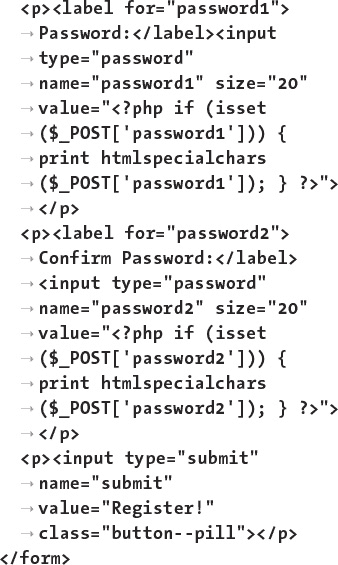 <p><label for="password1">
→ Password:</label><input
→ type="password"
→ name="password1" size="20"
→ value="<?php if (isset
→ ($_POST['password1'])) {
→ print htmlspecialchars
→ ($_POST['password1']); } ?>">
→ </p>
<p><label for="password2">
→ Confirm Password:</label>
→ <input type="password"
→ name="password2" size="20"
→ value="<?php if (isset
→ ($_POST['password2'])) {
→ print htmlspecialchars
→ ($_POST['password2']); } ?>">
→ </p>
<p><input type="submit"
→ name="submit"
→ value="Register!"
→ class="button--pill"></p>
</form>